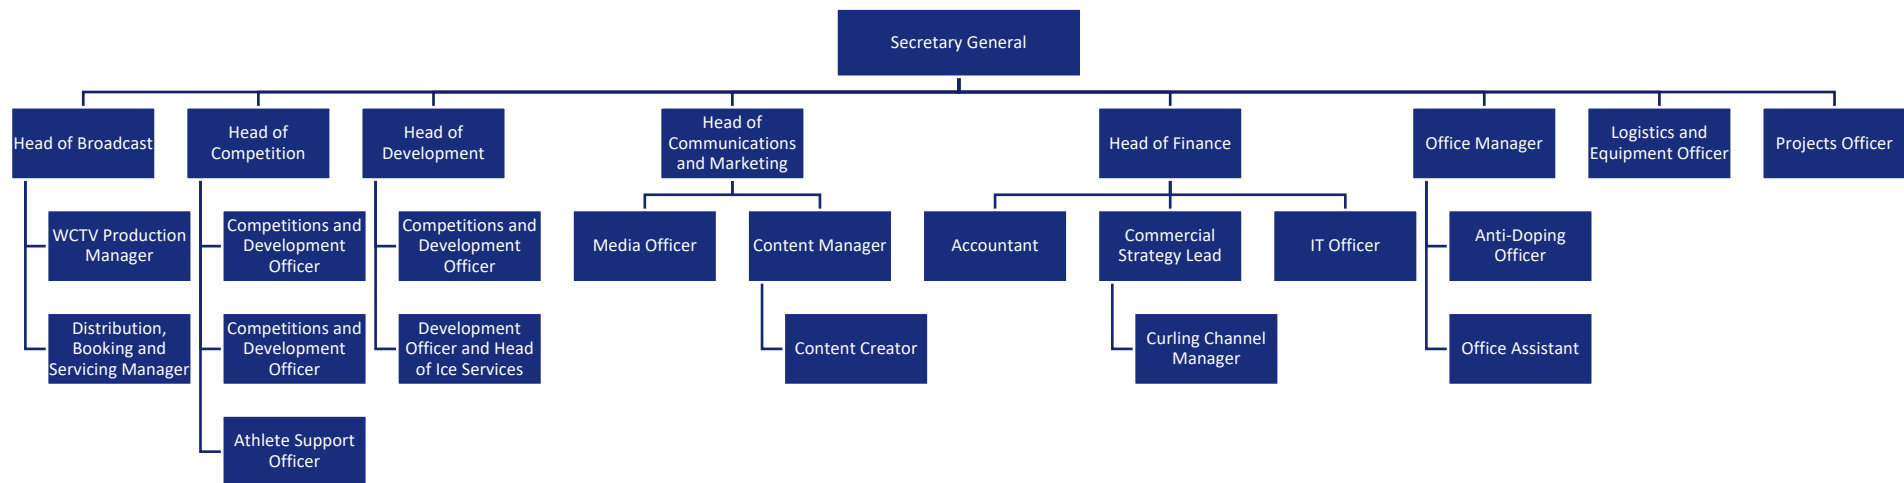 Secretary General
Head of Broadcast
Head of
Competition
Head of
Development
Head of
Communications
and Marketing
Head of Finance
Office Manager
Logistics and
Equipment Officer
Projects Officer
WCTV Production
Manager
Competitions and
Development
Officer
Competitions and
Development
Officer
Media Officer
Content Manager
Accountant
Commercial
Strategy Lead
IT Officer
Anti-Doping
Officer
Distribution,
Booking and
Servicing Manager
Competitions and
Development
Officer
Development
Officer and Head
of Ice Services
Content Creator
Curling Channel
Manager
Office Assistant
Athlete Support
Officer